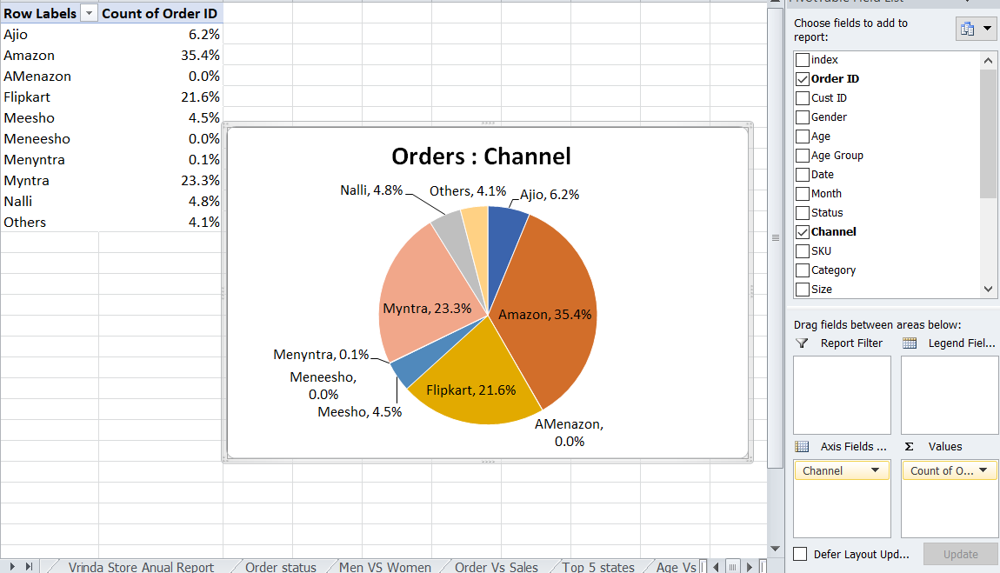 PivotTable Field List
Row Labels Count of Order ID
Ajio 6.2%
Amazon 35.4%
AMenazon 0.0%
Flipkart 21.6%
Meesho 4.5%
Meneesho 0.0%
Menyntra 0.1%
Myntra 23.3%
Nalli 4.8%
Others 4.1%
Orders : Channel
Nalli, 4.8%
Others, 4.1%
Ajio, 6.2%
Myntra, 23.3%
Amazon, 35.4%
Menyntra, 0.1%
Meneesho,
0.0%
Meesho, 4.5%
Flipkart, 21.6%
AMenazon,
0.0%
Choose fields to add to
report:
index
Order ID
Cust ID
Gender
Age
Age Group
Date
Month
Status
Channel
SKU
Category
Size
Drag fields between areas below:
Report Filter
Legend Fiel...
Axis Fields ...
Σ Values
Channel
Count of O...
Defer Layout Upd...
Update
Vrinda Store Anual Report
Order status
Men VS Women
Order Vs Sales
Top 5 states
Age Vs